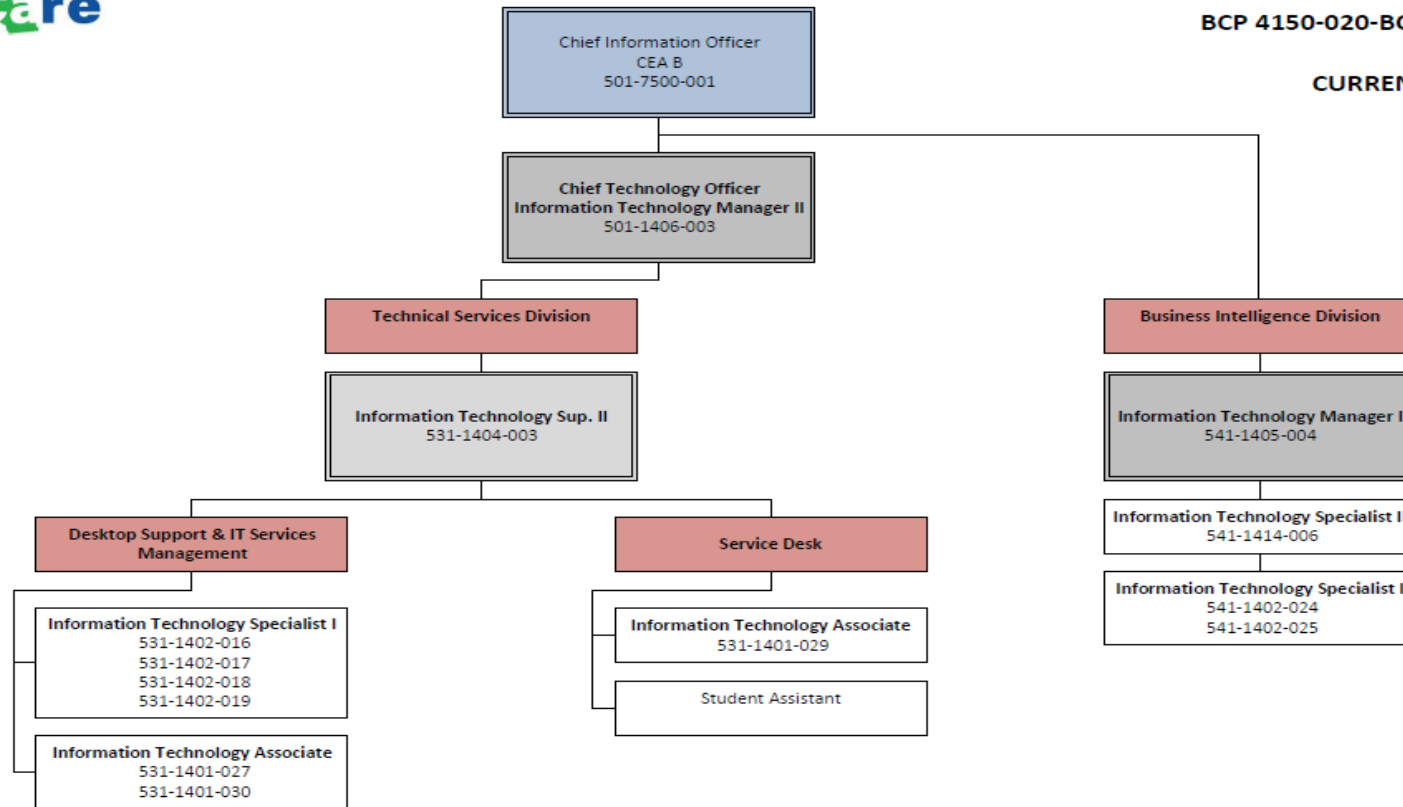 are
BCP 4150-020-BC
CURREN
Chief Information Officer
CEA B
501-7500-001
Chief Technology Officer
Information Technology Manager II
501-1406-003
Technical Services Division
Business Intelligence Division
Information Technology Sup. II
531-1404-003
Information Technology Manager I
541-1405-004
Desktop Support & IT Services
Management
Service Desk
Information Technology Specialist II
541-1414-006
Information Technology Specialist I
541-1402-024
541-1402-025
Information Technology Specialist I
531-1402-016
531-1402-017
531-1402-018
531-1402-019
Information Technology Associate
531-1401-029
Student Assistant
Information Technology Associate
531-1401-027
531-1401-030